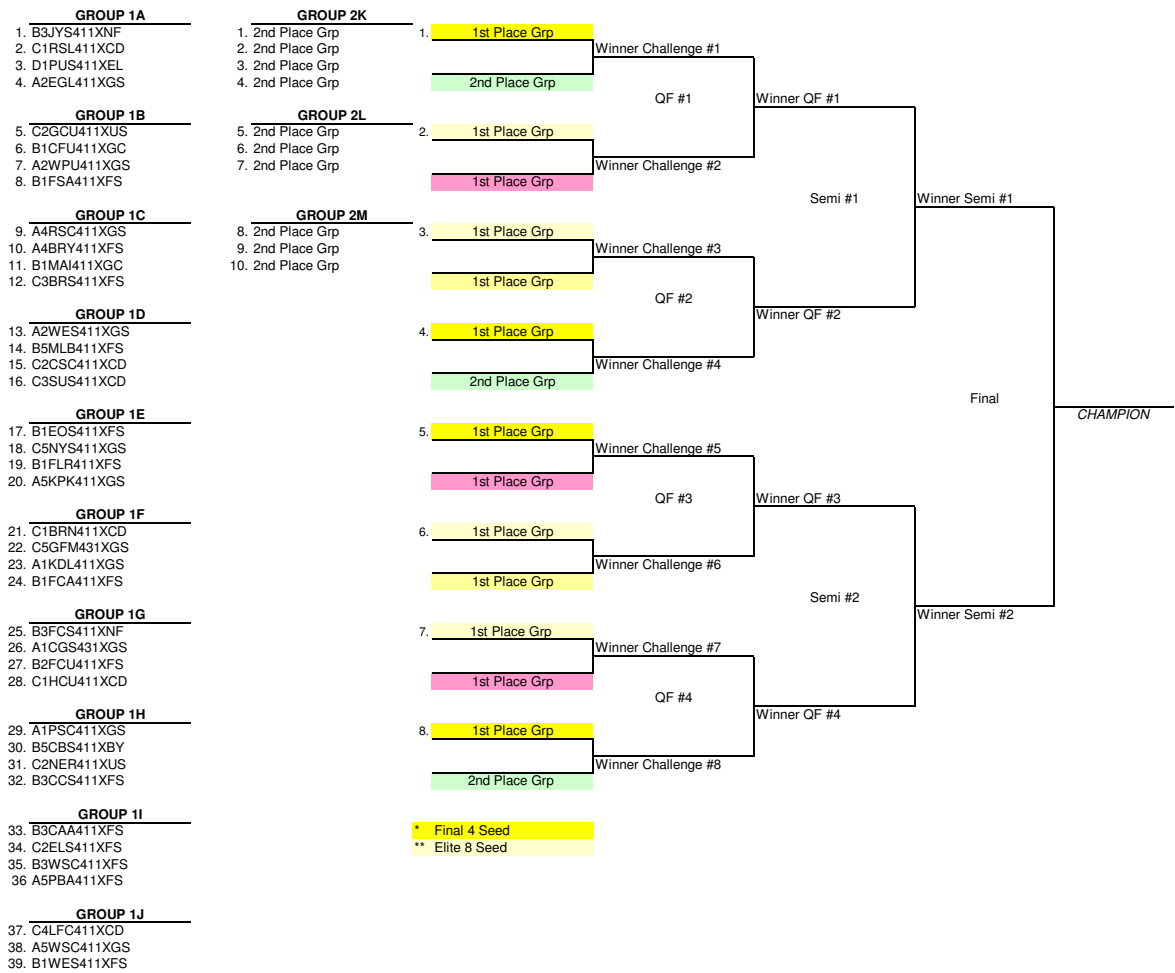 GROUP 1A
1. B3JYS411XNF
2. C1RSL411XCD
3. D1PUS411XEL
4. A2EGL411XGS
GROUP 1B
5. C2GCU411XUS
6. B1CFU411XGC
7. A2WPU411XGS
8. B1FSA411XFS
GROUP 1C
9. A4RSC411XGS
10. A4BRY411XFS
11. B1MAI411XGC
12. C3BRS411XFS
GROUP 1D
13. A2WES411XGS
14. B5MLB411XFS
15. C2CSC411XCD
16. C3SUS411XCD
GROUP 1E
17. B1EOS411XFS
18. C5NYS411XGS
19. B1FLR411XFS
20. A5KPK411XGS
GROUP 1F
21. C1BRN411XCD
22. C5GFM431XGS
23. A1KDL411XGS
24. B1FCA411XFS
GROUP 1G
25. B3FCS411XNF
26. A1CGS431XGS
27. B2FCU411XFS
28. C1HCU411XCD
GROUP 1H
29. A1PSC411XGS
30. B5CBS411XBY
31. C2NER411XUS
32. B3CCS411XFS
GROUP 1I
33. B3CAA411XFS
34. C2ELS411XFS
35. B3WSC411XFS
36 A5PBA411XFS
GROUP 1J
37. C4LFC411XCD
38. A5WSC411XGS
39. B1WES411XFS
GROUP 2K
1. 2nd Place Grp
2. 2nd Place Grp
3. 2nd Place Grp
4. 2nd Place Grp
GROUP 2L
5. 2nd Place Grp
6. 2nd Place Grp
7. 2nd Place Grp
GROUP 2M
8. 2nd Place Grp
9. 2nd Place Grp
10. 2nd Place Grp
1. 1st Place Grp
2nd Place Grp
2. 1st Place Grp
1st Place Grp
3. 1st Place Grp
1st Place Grp
4. 1st Place Grp
2nd Place Grp
5. 1st Place Grp
1st Place Grp
6. 1st Place Grp
1st Place Grp
7. 1st Place Grp
1st Place Grp
8. 1st Place Grp
2nd Place Grp
* Final 4 Seed
** Elite 8 Seed
Winner Challenge #1
QF #1
Winner Challenge #2
Winner Challenge #3
QF #2
Winner Challenge #4
Winner Challenge #5
QF #3
Winner Challenge #6
Winner Challenge #7
QF #4
Winner Challenge #8
Winner QF #1
Semi #1
Winner QF #2
Winner QF #3
Semi #2
Winner QF #4
Winner Semi #1
Final
Winner Semi #2
CHAMPION